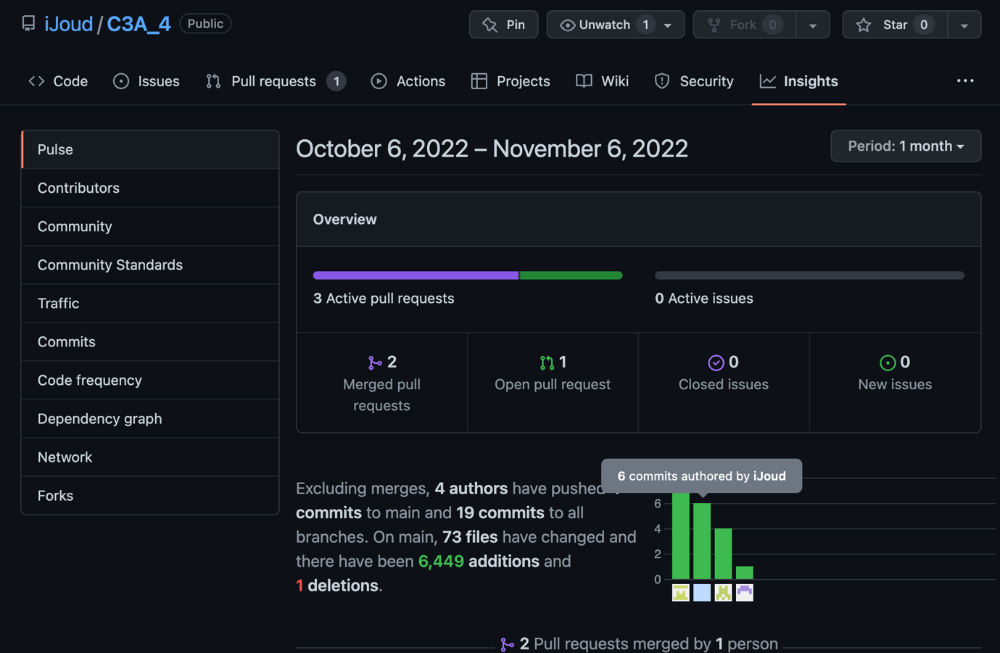 iJoud / C3A_4 Public
Pin
Unwatch 1
Fork 0
Star 0
Code
Issues
Pull requests 1
Actions
Projects
Wiki
Security
Insights
Pulse
Contributors
Community
Community Standards
Traffic
Commits
Code frequency
Dependency graph
Network
Forks
October 6, 2022 – November 6, 2022
Period: 1 month
Overview
3 Active pull requests
0 Active issues
2
Merged pull
requests
1
Open pull request
0
Closed issues
0
New issues
Excluding merges, 4 authors have pushed
commits to main and 19 commits to all
branches. On main, 73 files have changed and
there have been 6,449 additions and
1 deletions.
6 commits authored by iJoud
6
4
2
0
2 Pull requests merged by 1 person